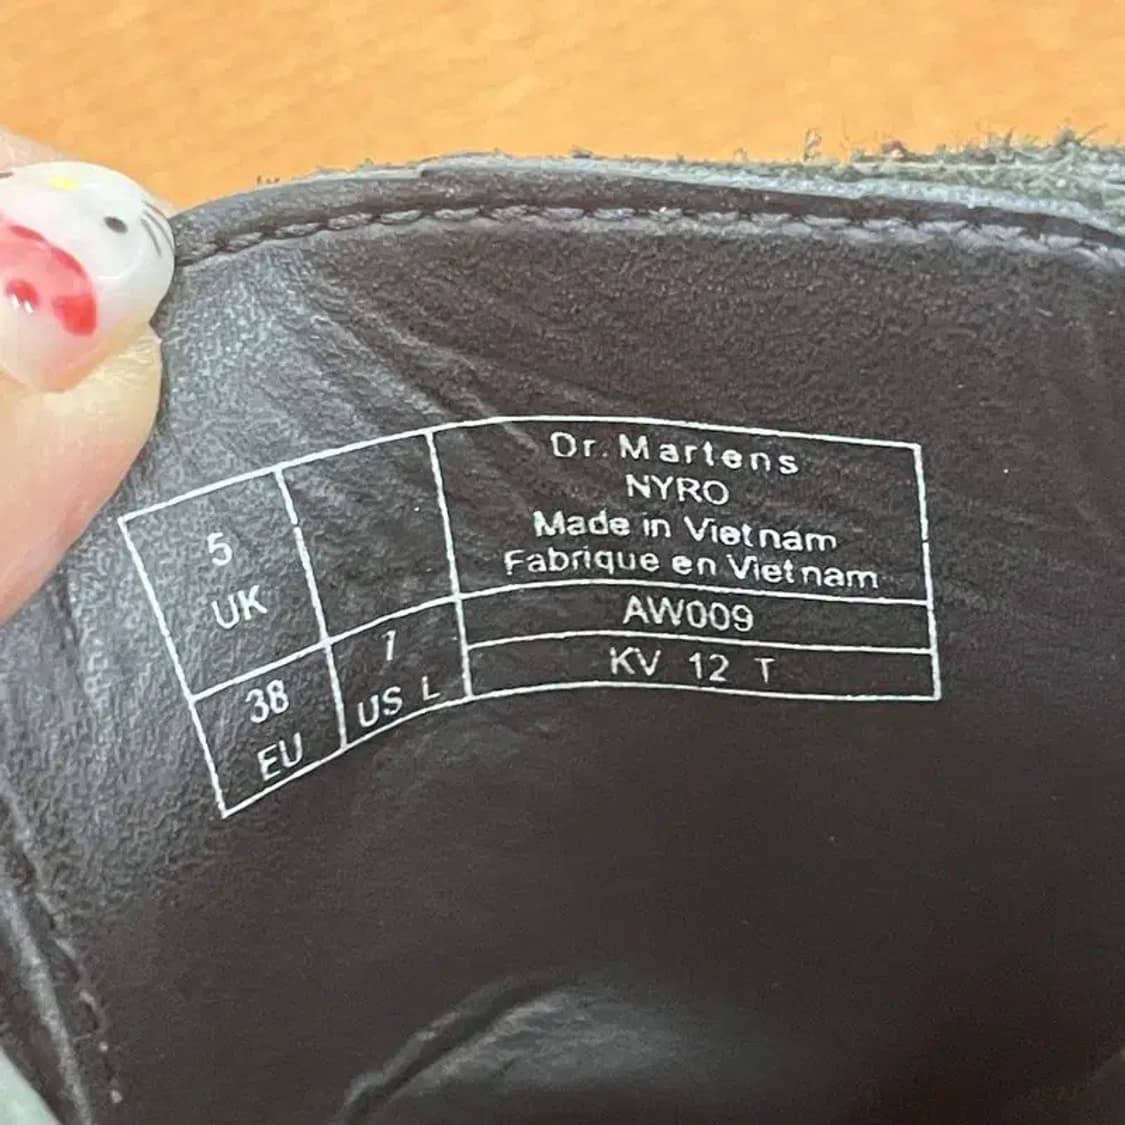 5
UK
38
EU
7
US L
Dr. Martens
NYRO
Made in Vietnam
Fabrique en Vietnam
AW009
KV 12 T